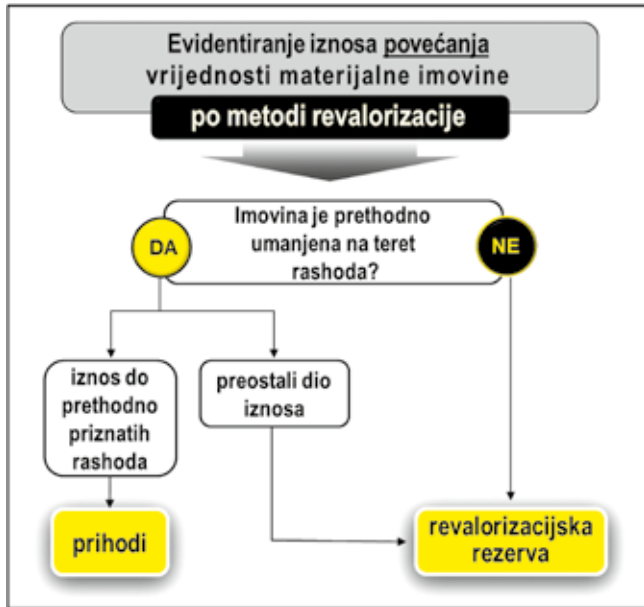 Evidentiranje iznosa povećanja
vrijednosti materijalne imovine
po metodi revalorizacije
DA
Imovina je prethodno
umanjena na teret
rashoda?
NE
iznos do
prethodno
priznatih
rashoda
preostali dio
iznosa
prihodi
revalorizacijska
rezerva